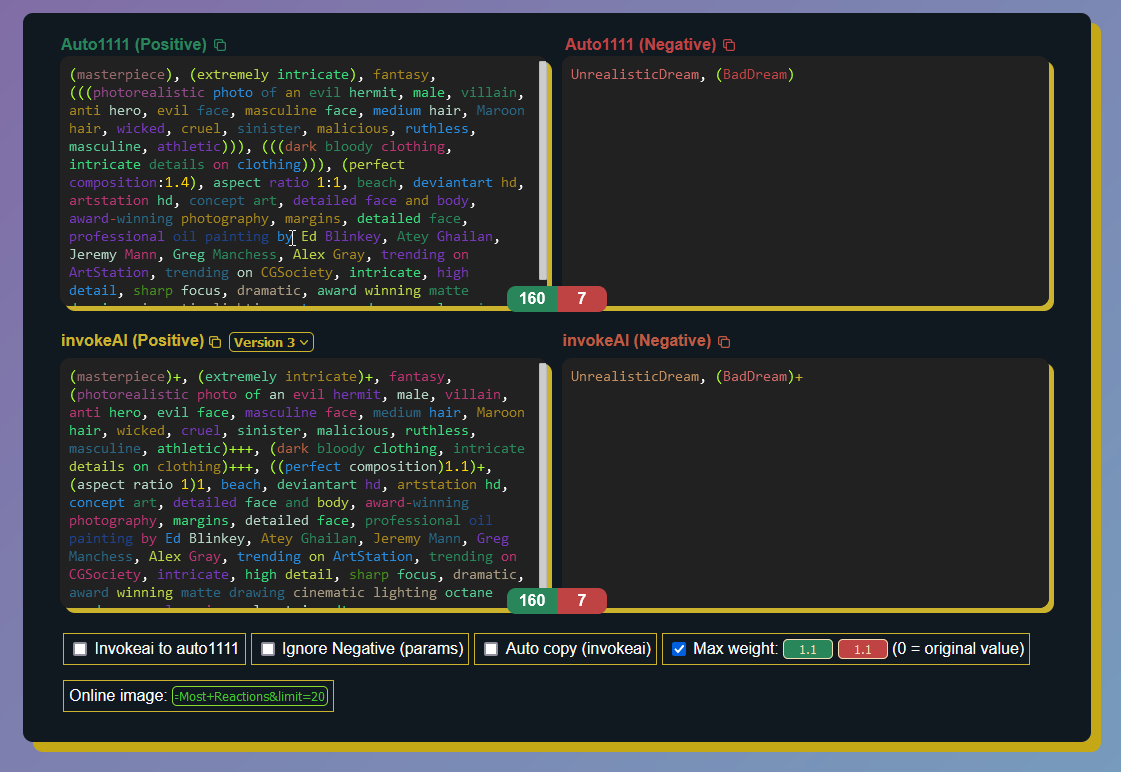 Auto1111 (Positive)
(masterpiece), (extremely intricate), fantasy,
(((photorealistic photo of an evil hermit, male, villain,
anti hero, evil face, masculine face, medium hair, Maroon
hair, wicked, cruel, sinister, malicious, ruthless,
masculine, athletic))), (((dark bloody clothing,
intricate details on clothing))), (perfect
composition:1.4), aspect ratio 1:1, beach, deviantart hd,
artstation hd, concept art, detailed face and body,
award-winning photography, margins, detailed face,
professional oil painting by Ed Blinkey, Atey Ghailan,
Jeremy Mann, Greg Manchess, Alex Gray, trending on
ArtStation, trending on CGSociety, intricate, high
detail, sharp focus, dramatic, award winning matte
160 7
Auto1111 (Negative)
UnrealisticDream, (BadDream)
invokeAI (Positive) Version 3
(masterpiece)+, (extremely intricate)+, fantasy,
(photorealistic photo of an evil hermit, male, villain,
anti hero, evil face, masculine face, medium hair, Maroon
hair, wicked, cruel, sinister, malicious, ruthless,
masculine, athletic)+++, (dark bloody clothing, intricate
details on clothing)+++, ((perfect composition)1.1)+,
(aspect ratio 1)1, beach, deviantart hd, artstation hd,
concept art, detailed face and body, award-winning
photography, margins, detailed face, professional oil
painting by Ed Blinkey, Atey Ghailan, Jeremy Mann, Greg
Manchess, Alex Gray, trending on ArtStation, trending on
CGSociety, intricate, high detail, sharp focus, dramatic,
award winning matte drawing cinematic lighting octane
160 7
invokeAI (Negative)
UnrealisticDream, (BadDream)+
Invokeai to auto1111
Ignore Negative (params)
Auto copy (invokeai)
Max weight: 1.1 1.1 (0 = original value)
Online image: =Most+Reactions&limit=20